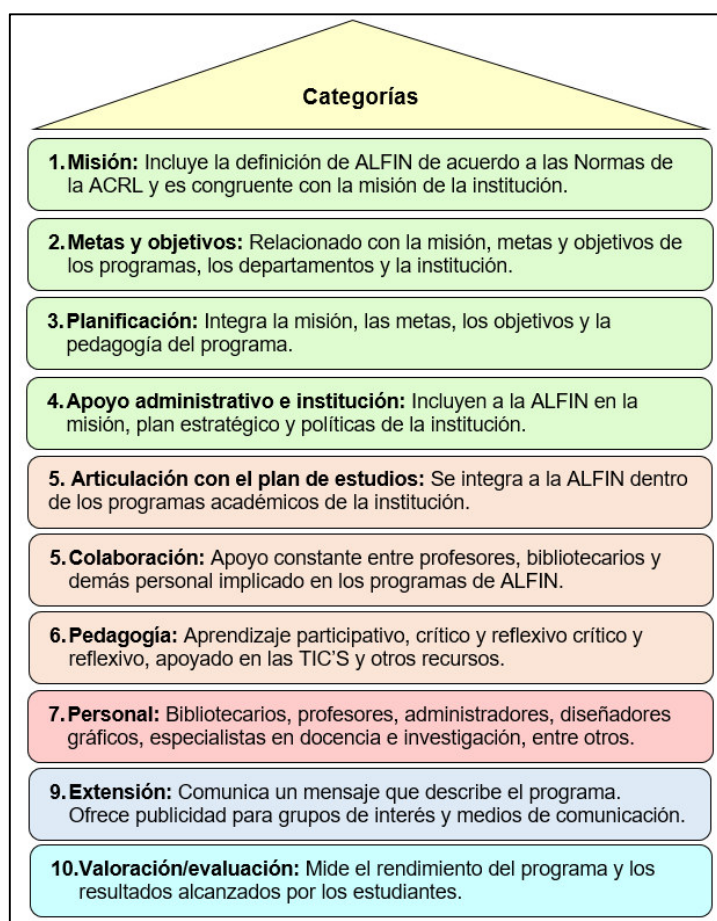 Categorías
1. Misión: Incluye la definición de ALFIN de acuerdo a las Normas de
la ACRL y es congruente con la misión de la institución.
2. Metas y objetivos: Relacionado con la misión, metas y objetivos de
los programas, los departamentos y la institución.
3. Planificación: Integra la misión, las metas, los objetivos y la
pedagogía del programa.
4. Apoyo administrativo e institución: Incluyen a la ALFIN en la
misión, plan estratégico y políticas de la institución.
5. Articulación con el plan de estudios: Se integra a la ALFIN dentro
de los programas académicos de la institución.
5. Colaboración: Apoyo constante entre profesores, bibliotecarios y
demás personal implicado en los programas de ALFIN.
6. Pedagogía: Aprendizaje participativo, crítico y reflexivo crítico y
reflexivo, apoyado en las TIC'S y otros recursos.
7. Personal: Bibliotecarios, profesores, administradores, diseñadores
gráficos, especialistas en docencia e investigación, entre otros.
9. Extensión: Comunica un mensaje que describe el programa.
Ofrece publicidad para grupos de interés y medios de comunicación.
10.Valoración/evaluación: Mide el rendimiento del programa y los
resultados alcanzados por los estudiantes.